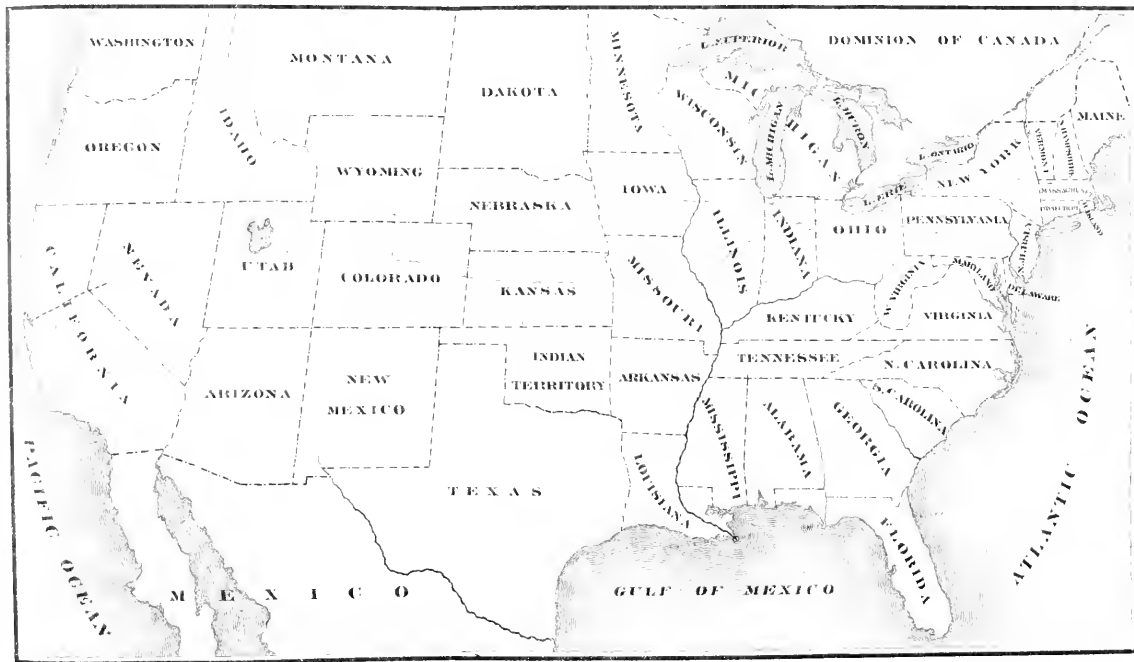 WASHINGTON
MONTANA
DAKOTA
MINNESOTA
L. SUPERIOR
DOMINION OF CANADA
OREGON
IDAHO
WYOMING
WISCONSIN
MICHIGAN
L. MICHIGAN
L. HURON
L. ONTARIO
L. ERIE
NEW YORK
VERMONT
MAINE
NEBRASKA
IOWA
UTAH
COLORADO
KANSAS
ILLINOIS
INDIANA
OHIO
PENNSYLVANIA
N. JERSEY
MARYLAND
DELAWARE
NEVADA
CALIFORNIA
MISSOURI
KENTUCKY
W. VIRGINIA
VIRGINIA
ARIZONA
NEW
MEXICO
INDIAN
TERRITORY
ARKANSAS
TENNESSEE
N. CAROLINA
S. CAROLINA
MISSISSIPPI
ALABAMA
GEORGIA
TEXAS
LOUISIANA
FLORIDA
PACIFIC OCEAN
MEXICO
GULF OF MEXICO
ATLANTIC OCEAN